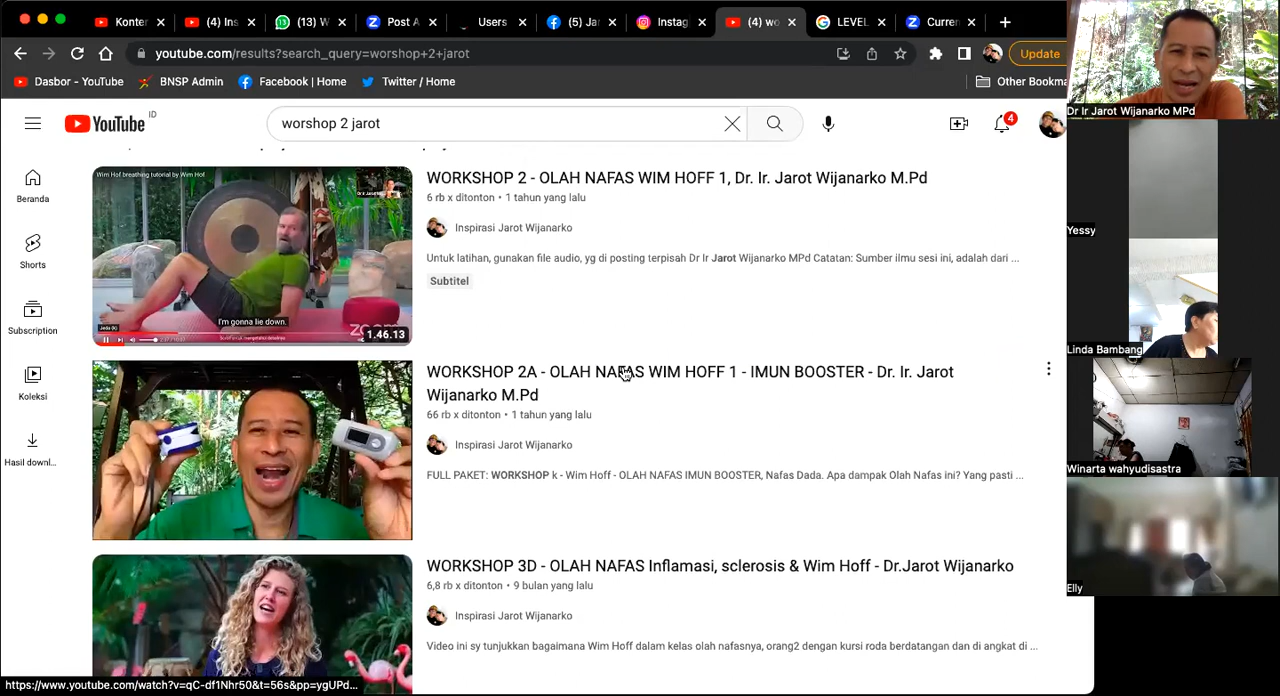 Konter
(4) Ins
(13) W
Post A
Users
(5) Jar
Instag
(4) wo
LEVEL
Curren
youtube.com/results?search_query=worshop+2+jarot
Update
Dasbor - YouTube
BNSP Admin
Facebook | Home
Twitter / Home
Other Bookma
YouTube ID
worshop 2 jarot
4
Beranda
Shorts
Subscription
Koleksi
Hasil downl...
Wim Hof breathing tutorial by Wim Hof
I'm gonna lie down.
Jeda (k)
zoom
1.46.13
WORKSHOP 2 - OLAH NAFAS WIM HOFF 1, Dr. Ir. Jarot Wijanarko M.Pd
6 rb x ditonton • 1 tahun yang lalu
Inspirasi Jarot Wijanarko
Untuk latihan, gunakan file audio, yg di posting terpisah Dr Ir Jarot Wijanarko MPd Catatan: Sumber ilmu sesi ini, adalah dari ...
Subtitel
WORKSHOP 2A - OLAH NAFAS WIM HOFF 1 - IMUN BOOSTER - Dr. Ir. Jarot
Wijanarko M.Pd
66 rb x ditonton • 1 tahun yang lalu
Inspirasi Jarot Wijanarko
FULL PAKET: WORKSHOP k - Wim Hoff - OLAH NAFAS IMUN BOOSTER, Nafas Dada. Apa dampak Olah Nafas ini? Yang pasti ...
WORKSHOP 3D - OLAH NAFAS Inflamasi, sclerosis & Wim Hoff - Dr.Jarot Wijanarko
6,8 rb x ditonton • 9 bulan yang lalu
Inspirasi Jarot Wijanarko
Video ini sy tunjukkan bagaimana Wim Hoff dalam kelas olah nafasnya, orang2 dengan kursi roda berdatangan dan di angkat di ...
https://www.youtube.com/watch?v=qC-df1Nhr50&t=56s&pp=ygUPd...
Dr Ir Jarot Wijanarko MPd
Yessy
Linda Bambang
Winarta wahyudisastra
Elly